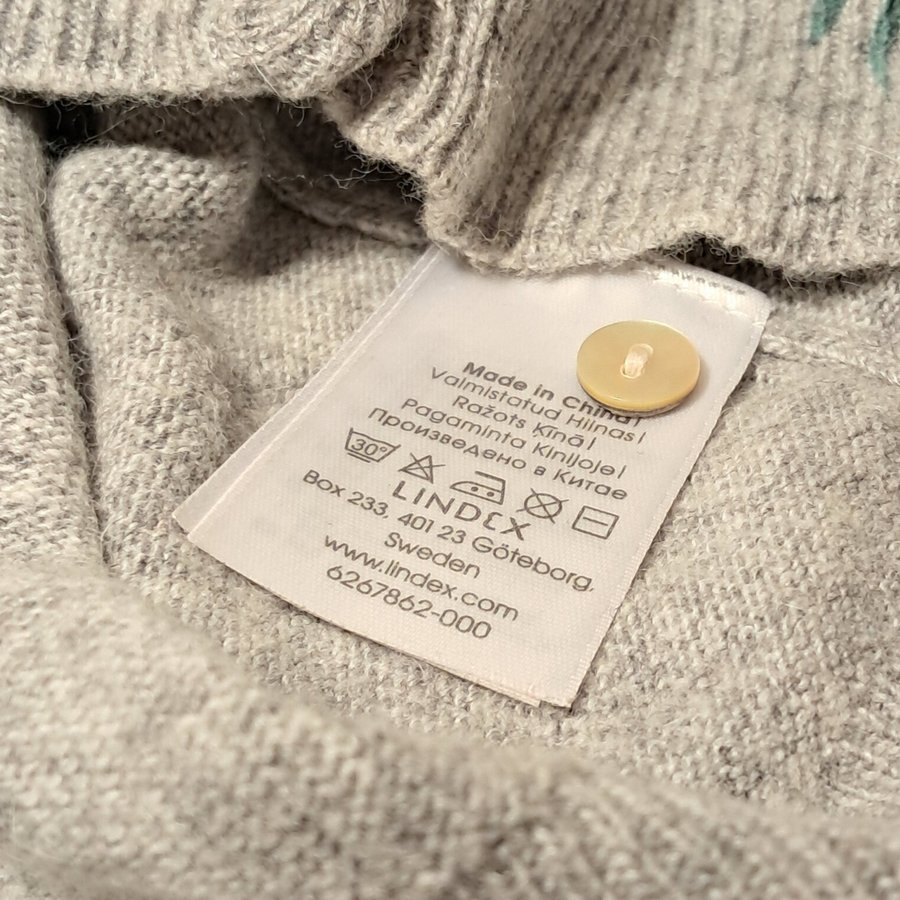 Made in China|
Valmistatud Hiinas|
Ražots Ķīnā|
Pagaminta Kinijoje|
Произведено в Китае
30°
LINDEX
Box 233, 401 23 Göteborg,
Sweden
www.lindex.com
6267862-000